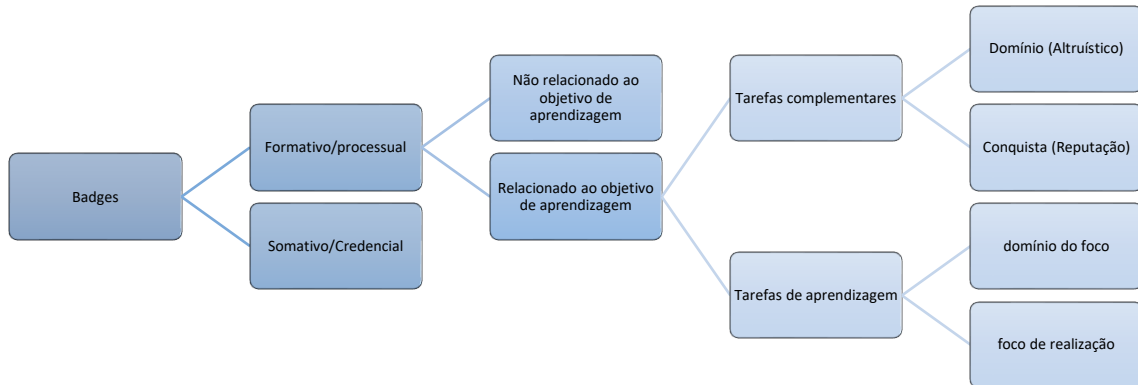 Badges
Formativo/processual
Somativo/Credencial
Não relacionado ao
objetivo de
aprendizagem
Relacionado ao objetivo
de aprendizagem
Tarefas complementares
Tarefas de aprendizagem
Domínio (Altruístico)
Conquista (Reputação)
domínio do foco
foco de realização